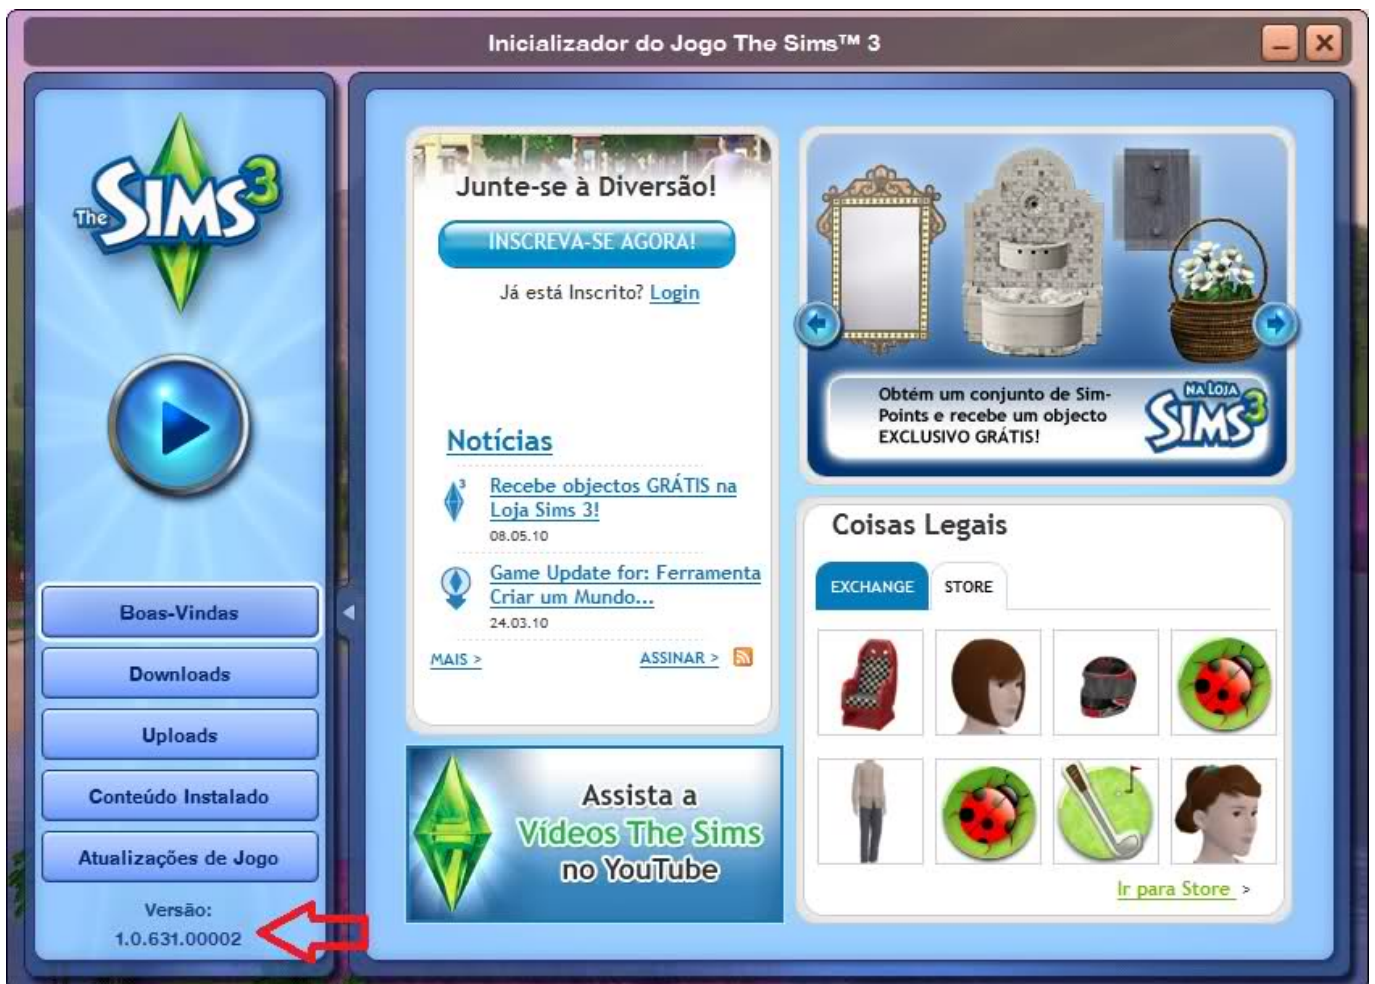 Inicializador do Jogo The Sims™ 3
The SIMS 3
Boas-Vindas
Downloads
Uploads
Conteúdo Instalado
Atualizações de Jogo
Versão:
1.0.631.00002
Junte-se à Diversão!
INSCREVA-SE AGORA!
Já está Inscrito? Login
Notícias
Recebe objectos GRÁTIS na
Loja Sims 3!
08.05.10
Game Update for: Ferramenta
Criar um Mundo...
24.03.10
MAIS >
ASSINAR >
Assista a
Vídeos The Sims
no YouTube
Obtém um conjunto de Sim-
Points e recebe um objecto
EXCLUSIVO GRÁTIS!
NA LOJA
SIMS 3
Coisas Legais
EXCHANGE
STORE
Ir para Store >